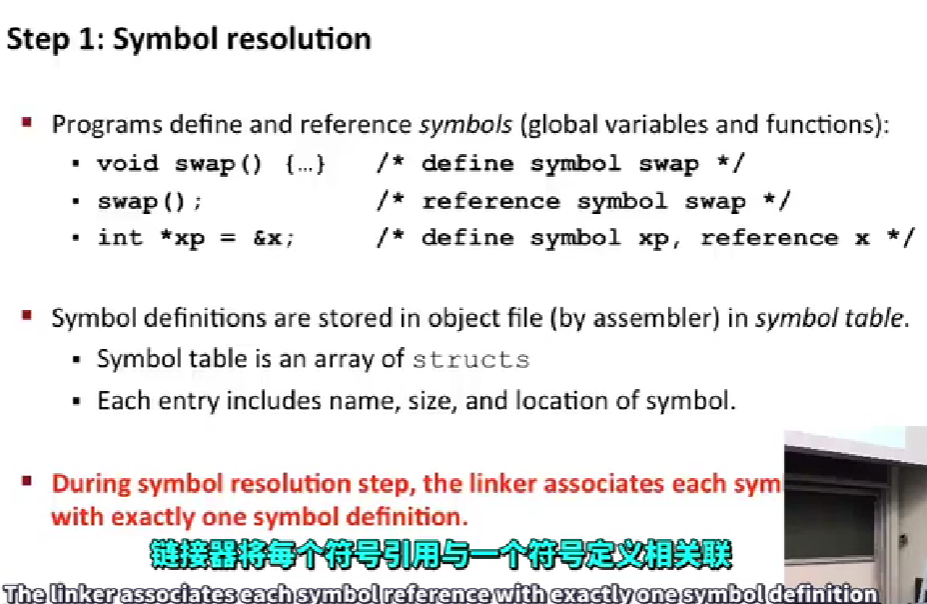 Step 1: Symbol resolution
▪ Programs define and reference symbols (global variables and functions):
▪ void swap() {…} /* define symbol swap */
▪ swap(); /* reference symbol swap */
▪ int *xp = &x; /* define symbol xp, reference x */
▪ Symbol definitions are stored in object file (by assembler) in symbol table.
▪ Symbol table is an array of structs
▪ Each entry includes name, size, and location of symbol.
▪ During symbol resolution step, the linker associates each sym
with exactly one symbol definition.
链接器将每个符号引用与一个符号定义相关联
The linker associates each symbol reference with exactly one symbol definition